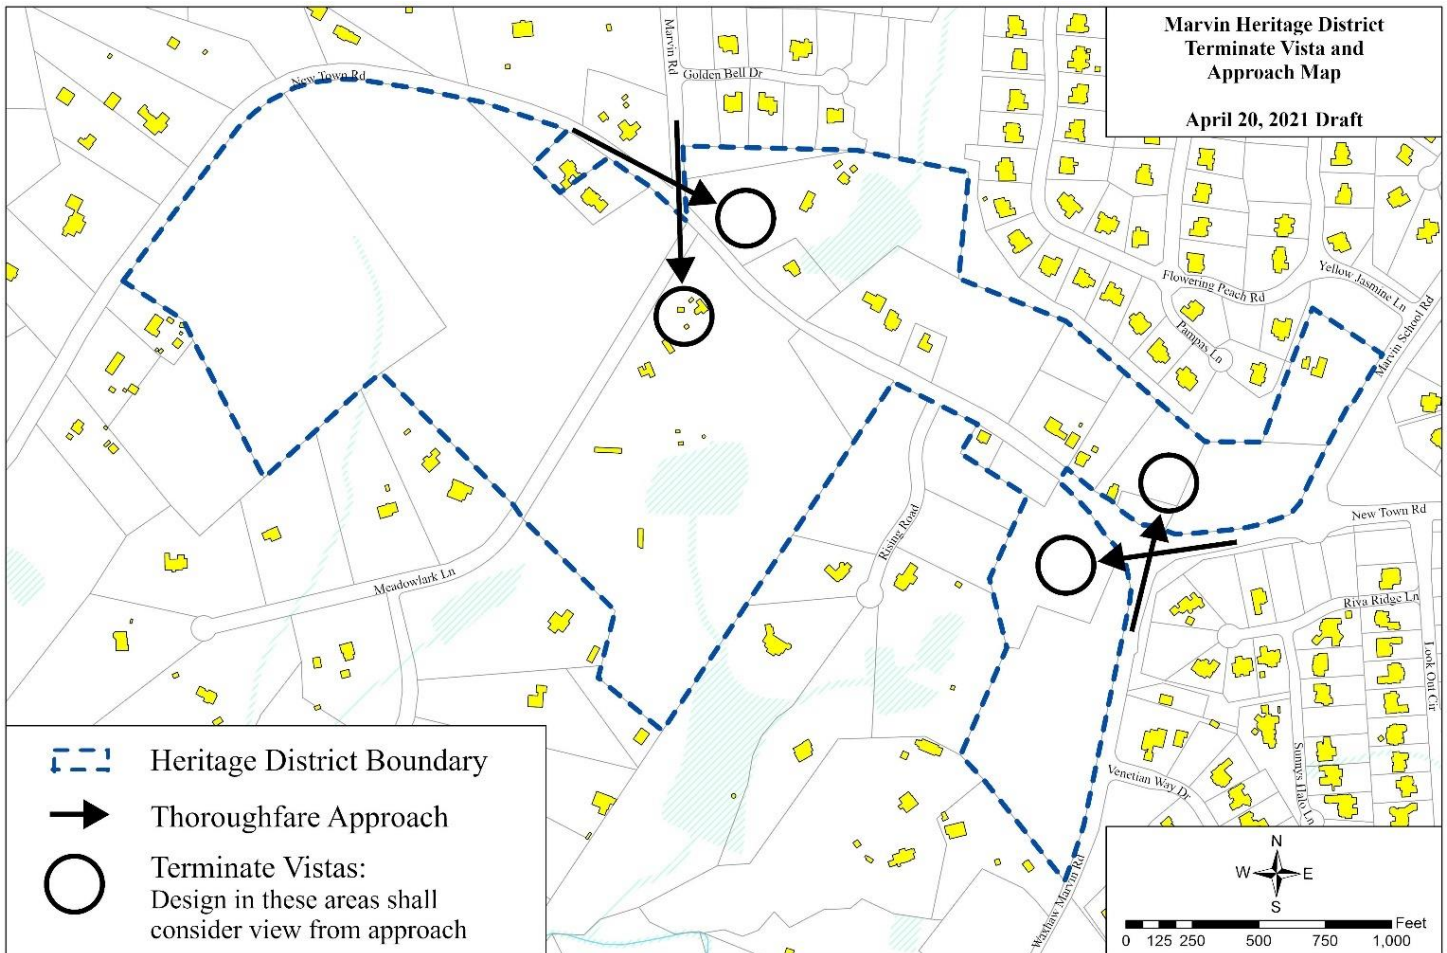 Marvin Heritage District
Terminate Vista and
Approach Map
April 20, 2021 Draft
New Town Rd
Marvin Rd
Golden Bell Dr
Flowering Peach Rd
Yellow Jasmine Ln
Pampas Ln
Marvin School Rd
New Town Rd
Rising Road
Meadowlark Ln
Riva Ridge Ln
Look Out Cir
Sunnys Halo Ln
Venetian Way Dr
Waxhaw Marvin Rd
Heritage District Boundary
Thoroughfare Approach
Terminate Vistas:
Design in these areas shall
consider view from approach
N
W E
S
Feet
0 125 250 500 750 1,000